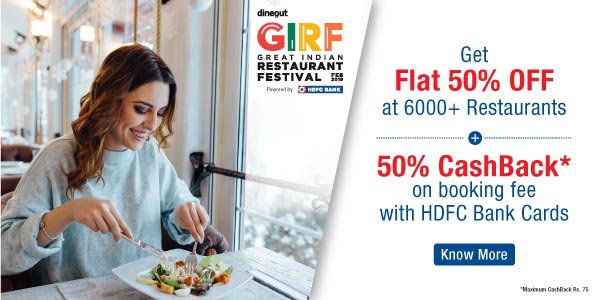 dineout
GIRF
GREAT INDIAN
RESTAURANT
FESTIVAL FEB 2019
Powered by HDFC BANK
Get
Flat 50% OFF
at 6000+ Restaurants
+
50% CashBack*
on booking fee
with HDFC Bank Cards
Know More
*Maximum CashBack Rs. 75